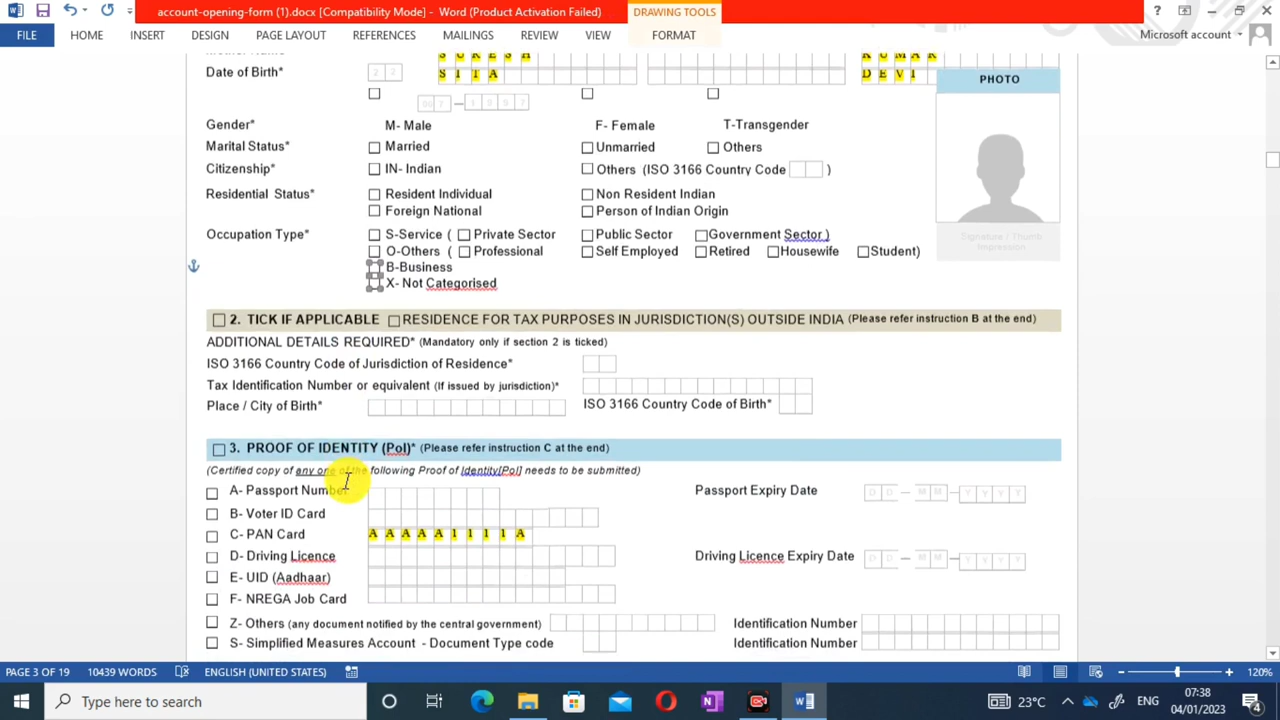 account-opening-form (1).docx [Compatibility Mode] - Word (Product Activation Failed)
DRAWING TOOLS
?
FILE HOME INSERT DESIGN PAGE LAYOUT REFERENCES MAILINGS REVIEW VIEW FORMAT
Microsoft account
S U R E S H K U M A R
Date of Birth* 2 2 S I T A D E V I
PHOTO
1 9 9 7
Gender* M- Male F- Female T-Transgender
Marital Status* Married Unmarried Others
Citizenship* IN- Indian Others (ISO 3166 Country Code )
Residential Status* Resident Individual Non Resident Indian
Foreign National Person of Indian Origin
Signature / Thumb
Impression
Occupation Type* S-Service ( Private Sector Public Sector Government Sector )
O-Others ( Professional Self Employed Retired Housewife Student)
B-Business
X- Not Categorised
2. TICK IF APPLICABLE RESIDENCE FOR TAX PURPOSES IN JURISDICTION(S) OUTSIDE INDIA (Please refer instruction B at the end)
ADDITIONAL DETAILS REQUIRED* (Mandatory only if section 2 is ticked)
ISO 3166 Country Code of Jurisdiction of Residence*
Tax Identification Number or equivalent (If issued by jurisdiction)*
Place / City of Birth* ISO 3166 Country Code of Birth*
3. PROOF OF IDENTITY (PoI)* (Please refer instruction C at the end)
(Certified copy of any one of the following Proof of Identity[PoI] needs to be submitted)
A- Passport Number Passport Expiry Date D D M M Y Y Y Y
B- Voter ID Card
C- PAN Card A A A A A 1 1 1 1 A
D- Driving Licence Driving Licence Expiry Date D D M M Y Y Y Y
E- UID (Aadhaar)
F- NREGA Job Card
Z- Others (any document notified by the central government) Identification Number
S- Simplified Measures Account - Document Type code Identification Number
PAGE 3 OF 19 10439 WORDS ENGLISH (UNITED STATES) 120%
Type here to search
23°C ENG 07:38
04/01/2023
4